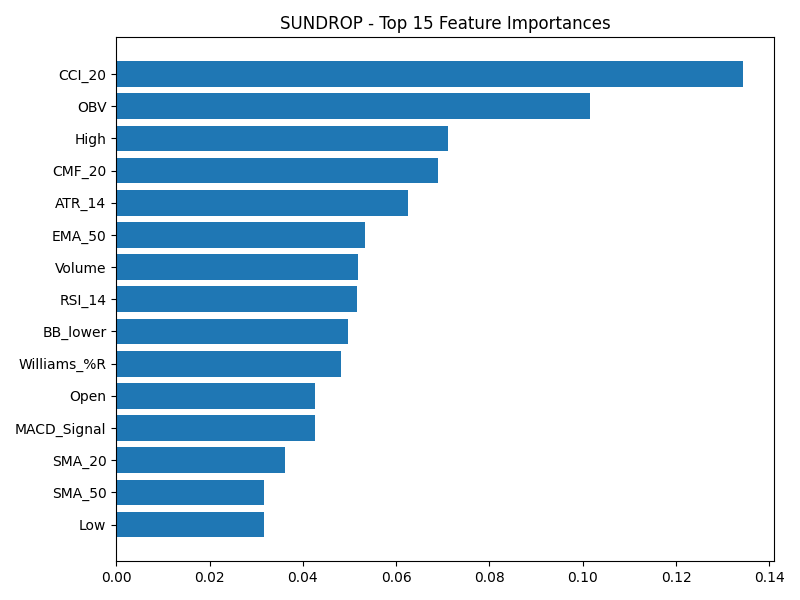 SUNDROP - Top 15 Feature Importances
CCI_20
OBV
High
CMF_20
ATR_14
EMA_50
Volume
RSI_14
BB_lower
Williams_%R
Open
MACD_Signal
SMA_20
SMA_50
Low
0.00 0.02 0.04 0.06 0.08 0.10 0.12 0.14